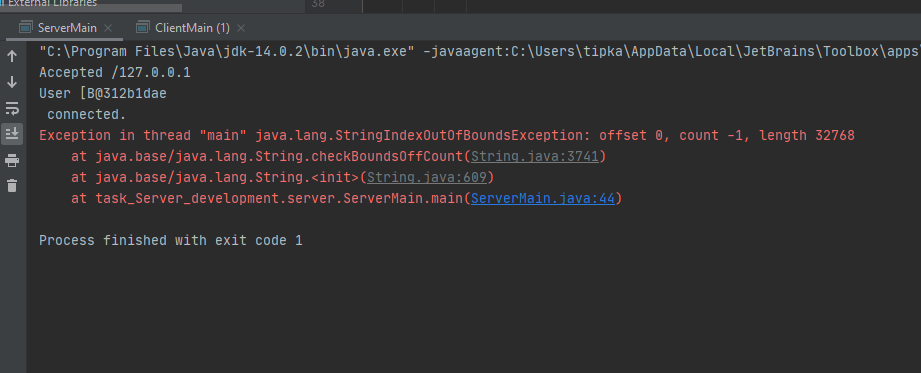 External Libraries
38
ServerMain × ClientMain (1) ×
"C:\Program Files\Java\jdk-14.0.2\bin\java.exe" -javaagent:C:\Users\tipka\AppData\Local\JetBrains\Toolbox\apps
Accepted /127.0.0.1
User [B@312b1dae
connected.
Exception in thread "main" java.lang.StringIndexOutOfBoundsException: offset 0, count -1, length 32768
at java.base/java.lang.String.checkBoundsOffCount(String.java:3741)
at java.base/java.lang.String.<init>(String.java:609)
at task_Server_development.server.ServerMain.main(ServerMain.java:44)
Process finished with exit code 1